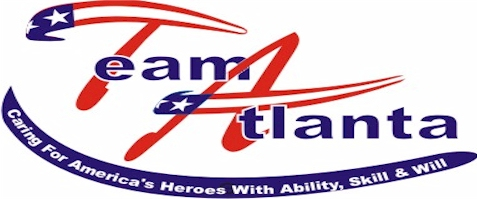 Team
Atlanta
Caring For America's Heroes With Ability, Skill & Will